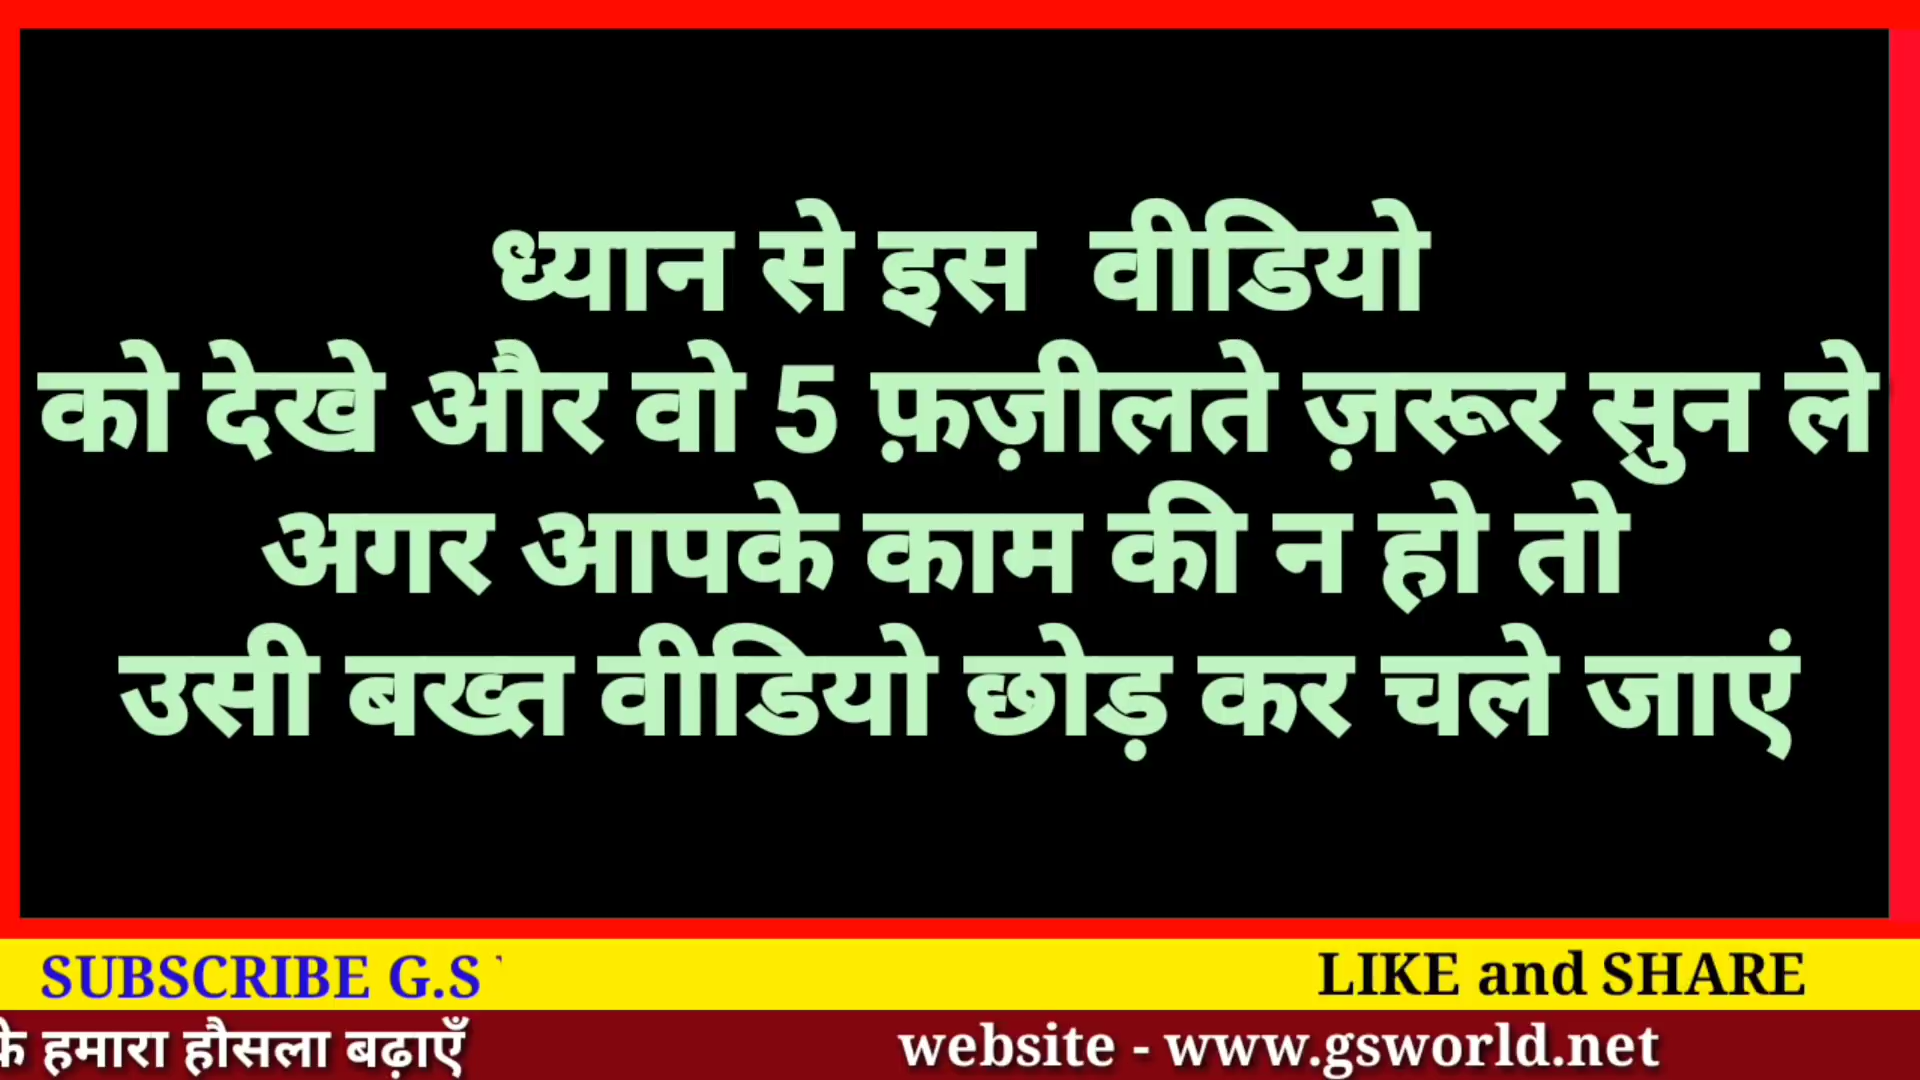 ध्यान से इस वीडियो
को देखे और वो 5 फ़ज़ीलते ज़रूर सुन ले
अगर आपके काम की न हो तो
उसी बख्त वीडियो छोड़ कर चले जाएं
SUBSCRIBE G.S
LIKE and SHARE
हमारा हौसला बढ़ाएँ
website - www.gsworld.net